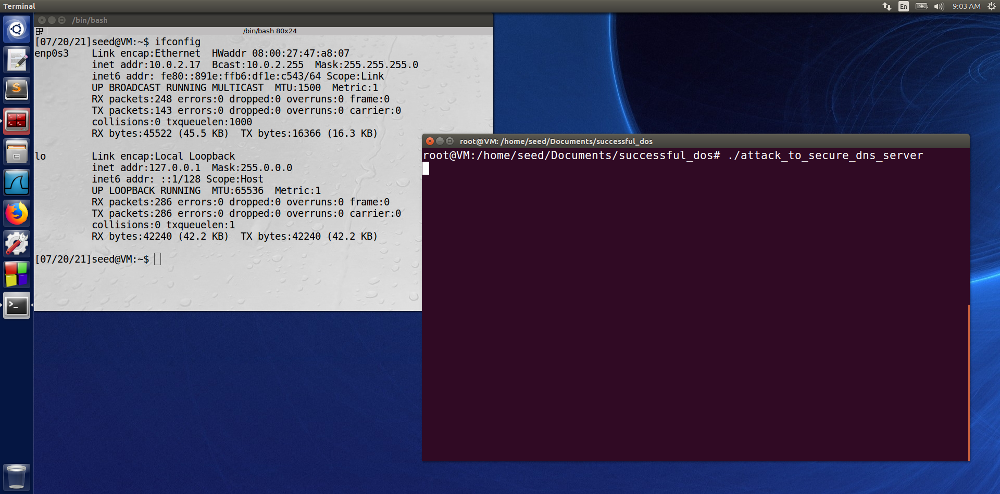 Terminal
En
9:03 AM
/bin/bash
/bin/bash 80x24
[07/20/21]seed@VM:~$ ifconfig
enp0s3    Link encap:Ethernet  HWaddr 08:00:27:47:a8:07
          inet addr:10.0.2.17  Bcast:10.0.2.255  Mask:255.255.255.0
          inet6 addr: fe80::891e:ffb6:df1e:c543/64 Scope:Link
          UP BROADCAST RUNNING MULTICAST  MTU:1500  Metric:1
          RX packets:248 errors:0 dropped:0 overruns:0 frame:0
          TX packets:143 errors:0 dropped:0 overruns:0 carrier:0
          collisions:0 txqueuelen:1000
          RX bytes:45522 (45.5 KB)  TX bytes:16366 (16.3 KB)
lo        Link encap:Local Loopback
          inet addr:127.0.0.1  Mask:255.0.0.0
          inet6 addr: ::1/128 Scope:Host
          UP LOOPBACK RUNNING  MTU:65536  Metric:1
          RX packets:286 errors:0 dropped:0 overruns:0 frame:0
          TX packets:286 errors:0 dropped:0 overruns:0 carrier:0
          collisions:0 txqueuelen:1
          RX bytes:42240 (42.2 KB)  TX bytes:42240 (42.2 KB)
[07/20/21]seed@VM:~$
root@VM: /home/seed/Documents/successful_dos
root@VM:/home/seed/Documents/successful_dos# ./attack_to_secure_dns_server